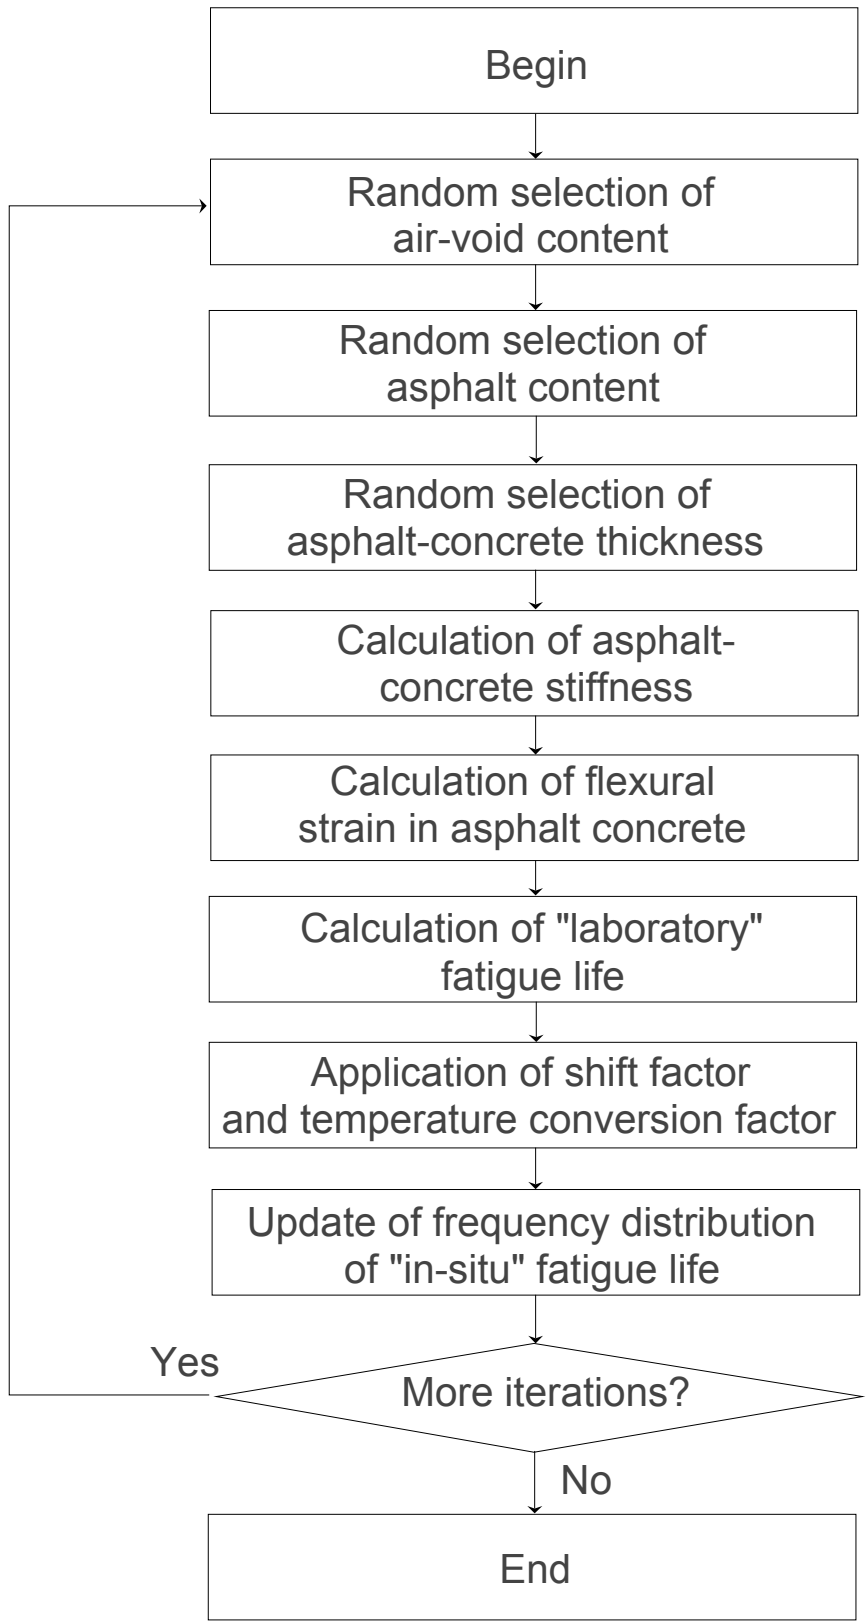 Begin
Random selection of
air-void content
Random selection of
asphalt content
Random selection of
asphalt-concrete thickness
Calculation of asphalt-
concrete stiffness
Calculation of flexural
strain in asphalt concrete
Calculation of "laboratory"
fatigue life
Application of shift factor
and temperature conversion factor
Update of frequency distribution
of "in-situ" fatigue life
Yes
More iterations?
No
End